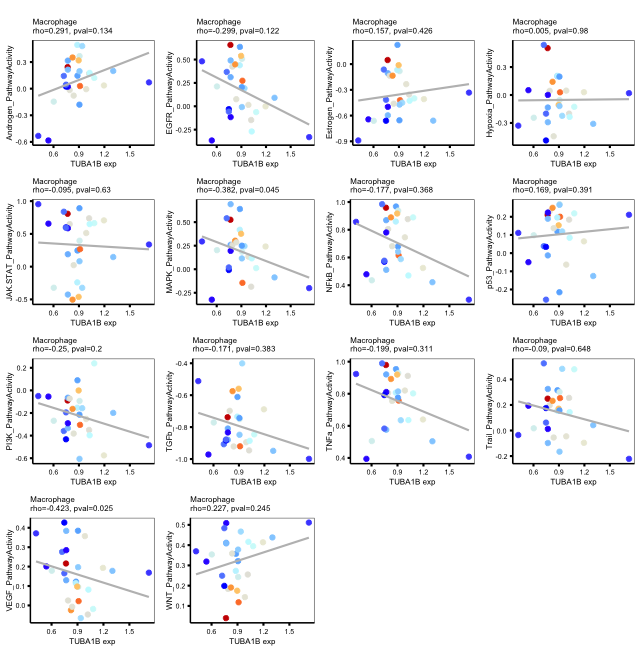 Macrophage
rho=0.291, pval=0.134
Androgen_PathwayActivity
0.3
0.0
-0.3
-0.6
0.6
0.9
1.2
1.5
TUBA1B exp
Macrophage
rho=-0.299, pval=0.122
EGFR_PathwayActivity
0.50
0.25
0.00
-0.25
0.6
0.9
1.2
1.5
TUBA1B exp
Macrophage
rho=0.157, pval=0.426
Estrogen_PathwayActivity
0.0
-0.3
-0.6
-0.9
0.6
0.9
1.2
1.5
TUBA1B exp
Macrophage
rho=0.005, pval=0.98
Hypoxia_PathwayActivity
0.3
0.0
-0.3
0.6
0.9
1.2
1.5
TUBA1B exp
Macrophage
rho=-0.095, pval=0.63
JAK-STAT_PathwayActivity
1.0
0.5
0.0
-0.5
0.6
0.9
1.2
1.5
TUBA1B exp
Macrophage
rho=-0.382, pval=0.045
MAPK_PathwayActivity
0.50
0.25
0.00
-0.25
0.6
0.9
1.2
1.5
TUBA1B exp
Macrophage
rho=-0.177, pval=0.368
NFkB_PathwayActivity
1.0
0.8
0.6
0.4
0.6
0.9
1.2
1.5
TUBA1B exp
Macrophage
rho=0.169, pval=0.391
p53_PathwayActivity
0.2
0.1
0.0
-0.1
-0.2
0.6
0.9
1.2
1.5
TUBA1B exp
Macrophage
rho=-0.25, pval=0.2
PI3K_PathwayActivity
0.2
0.0
-0.2
-0.4
-0.6
0.6
0.9
1.2
1.5
TUBA1B exp
Macrophage
rho=-0.171, pval=0.383
TGFb_PathwayActivity
-0.4
-0.6
-0.8
-1.0
0.6
0.9
1.2
1.5
TUBA1B exp
Macrophage
rho=-0.199, pval=0.311
TNFa_PathwayActivity
1.0
0.8
0.6
0.4
0.6
0.9
1.2
1.5
TUBA1B exp
Macrophage
rho=-0.09, pval=0.648
Trail_PathwayActivity
0.4
0.2
0.0
-0.2
0.6
0.9
1.2
1.5
TUBA1B exp
Macrophage
rho=-0.423, pval=0.025
VEGF_PathwayActivity
0.4
0.3
0.2
0.1
0.0
0.6
0.9
1.2
1.5
TUBA1B exp
Macrophage
rho=0.227, pval=0.245
WNT_PathwayActivity
0.5
0.4
0.3
0.2
0.1
0.6
0.9
1.2
1.5
TUBA1B exp